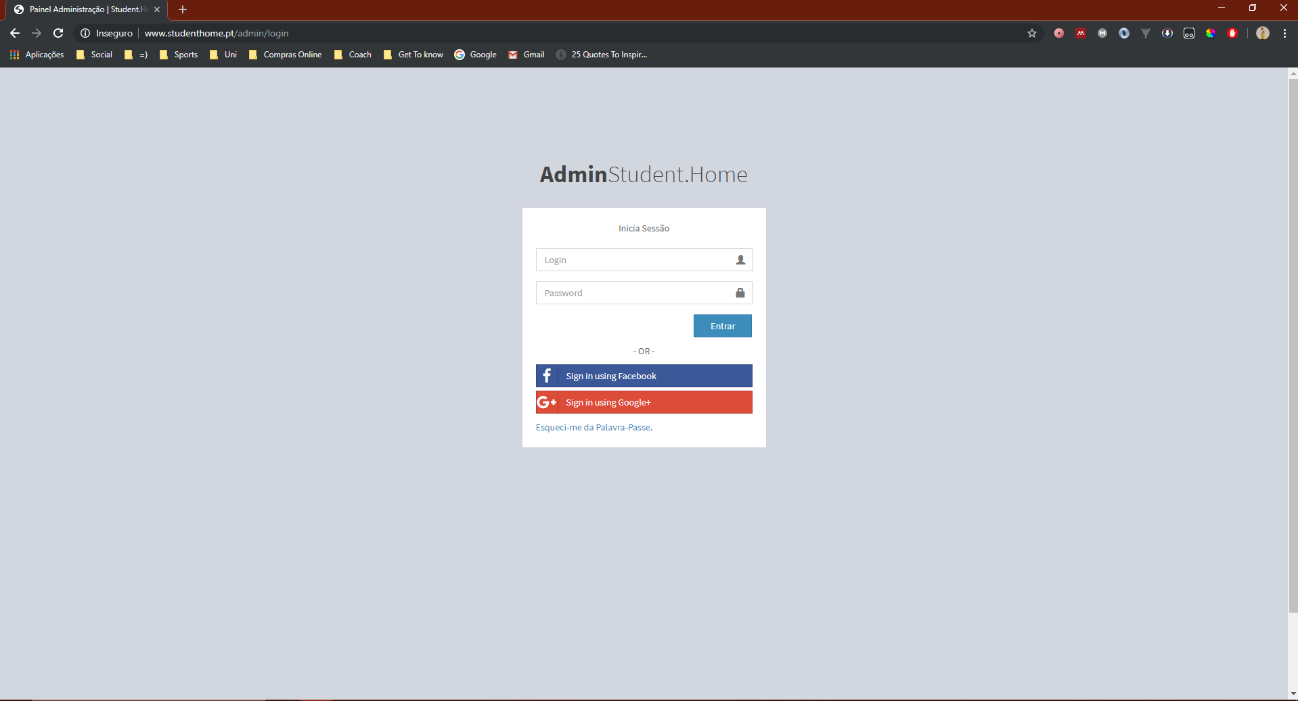 Painel Administração | Student.H
Inseguro www.studenthome.pt/admin/login
Aplicações Social =) Sports Uni Compras Online Coach Get To know Google Gmail 25 Quotes To Inspir...
AdminStudent.Home
Inicia Sessão
Login
Password
Entrar
- OR -
Sign in using Facebook
Sign in using Google+
Esqueci-me da Palavra-Passe.